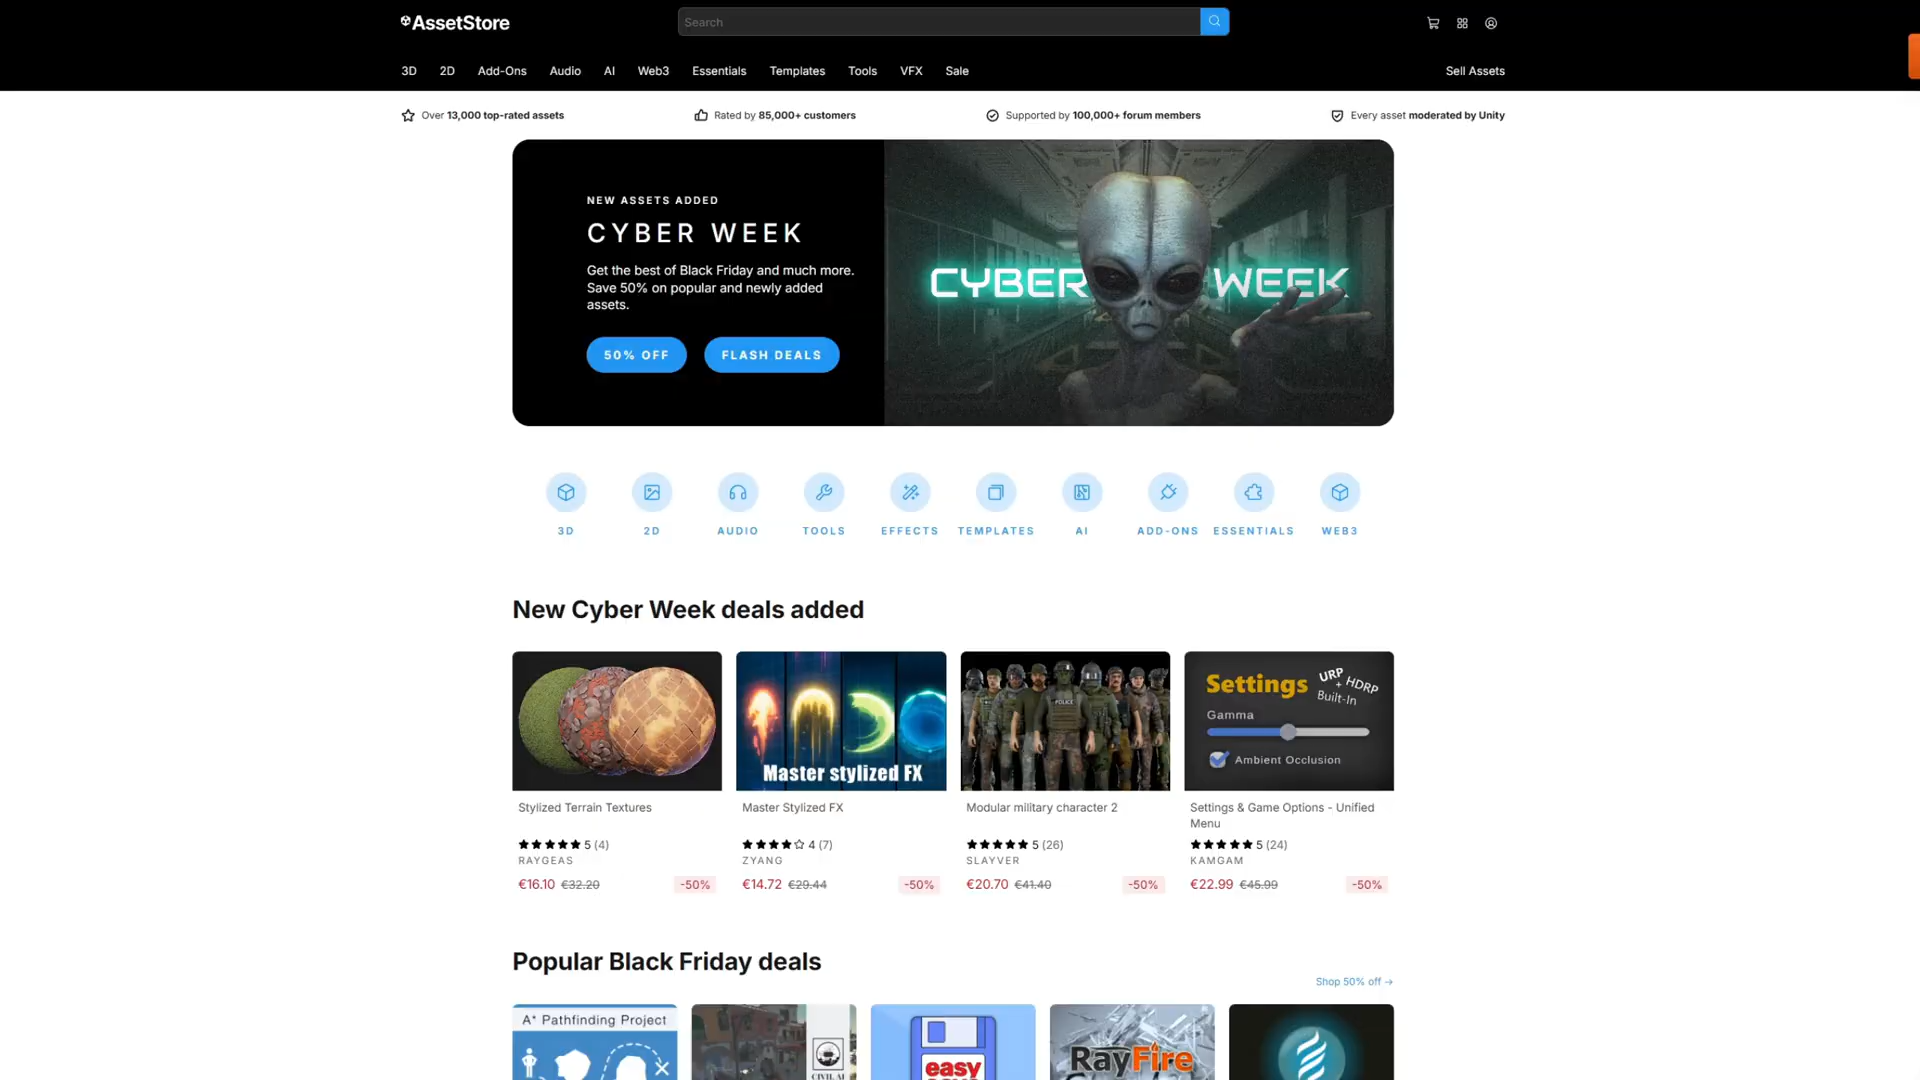 AssetStore
Search
3D 2D Add-Ons Audio AI Web3 Essentials Templates Tools VFX Sale Sell Assets
Over 13,000 top-rated assets
Rated by 85,000+ customers
Supported by 100,000+ forum members
Every asset moderated by Unity
NEW ASSETS ADDED
CYBER WEEK
Get the best of Black Friday and much more.
Save 50% on popular and newly added
assets.
50% OFF
FLASH DEALS
CYBER WEEK
3D 2D AUDIO TOOLS EFFECTS TEMPLATES AI ADD-ONS ESSENTIALS WEB3
New Cyber Week deals added
Master stylized FX
POLICE
Settings
URP + HDRP
Built-In
Gamma
Ambient Occlusion
Stylized Terrain Textures
5 (4)
RAYGEAS
€16.10 €32.20 -50%
Master Stylized FX
4 (7)
ZYANG
€14.72 €29.44 -50%
Modular military character 2
5 (26)
SLAYVER
€20.70 €41.40 -50%
Settings & Game Options - Unified
Menu
5 (24)
KAMGAM
€22.99 €45.99 -50%
Popular Black Friday deals
Shop 50% off →
A* Pathfinding Project
easy
RayFire